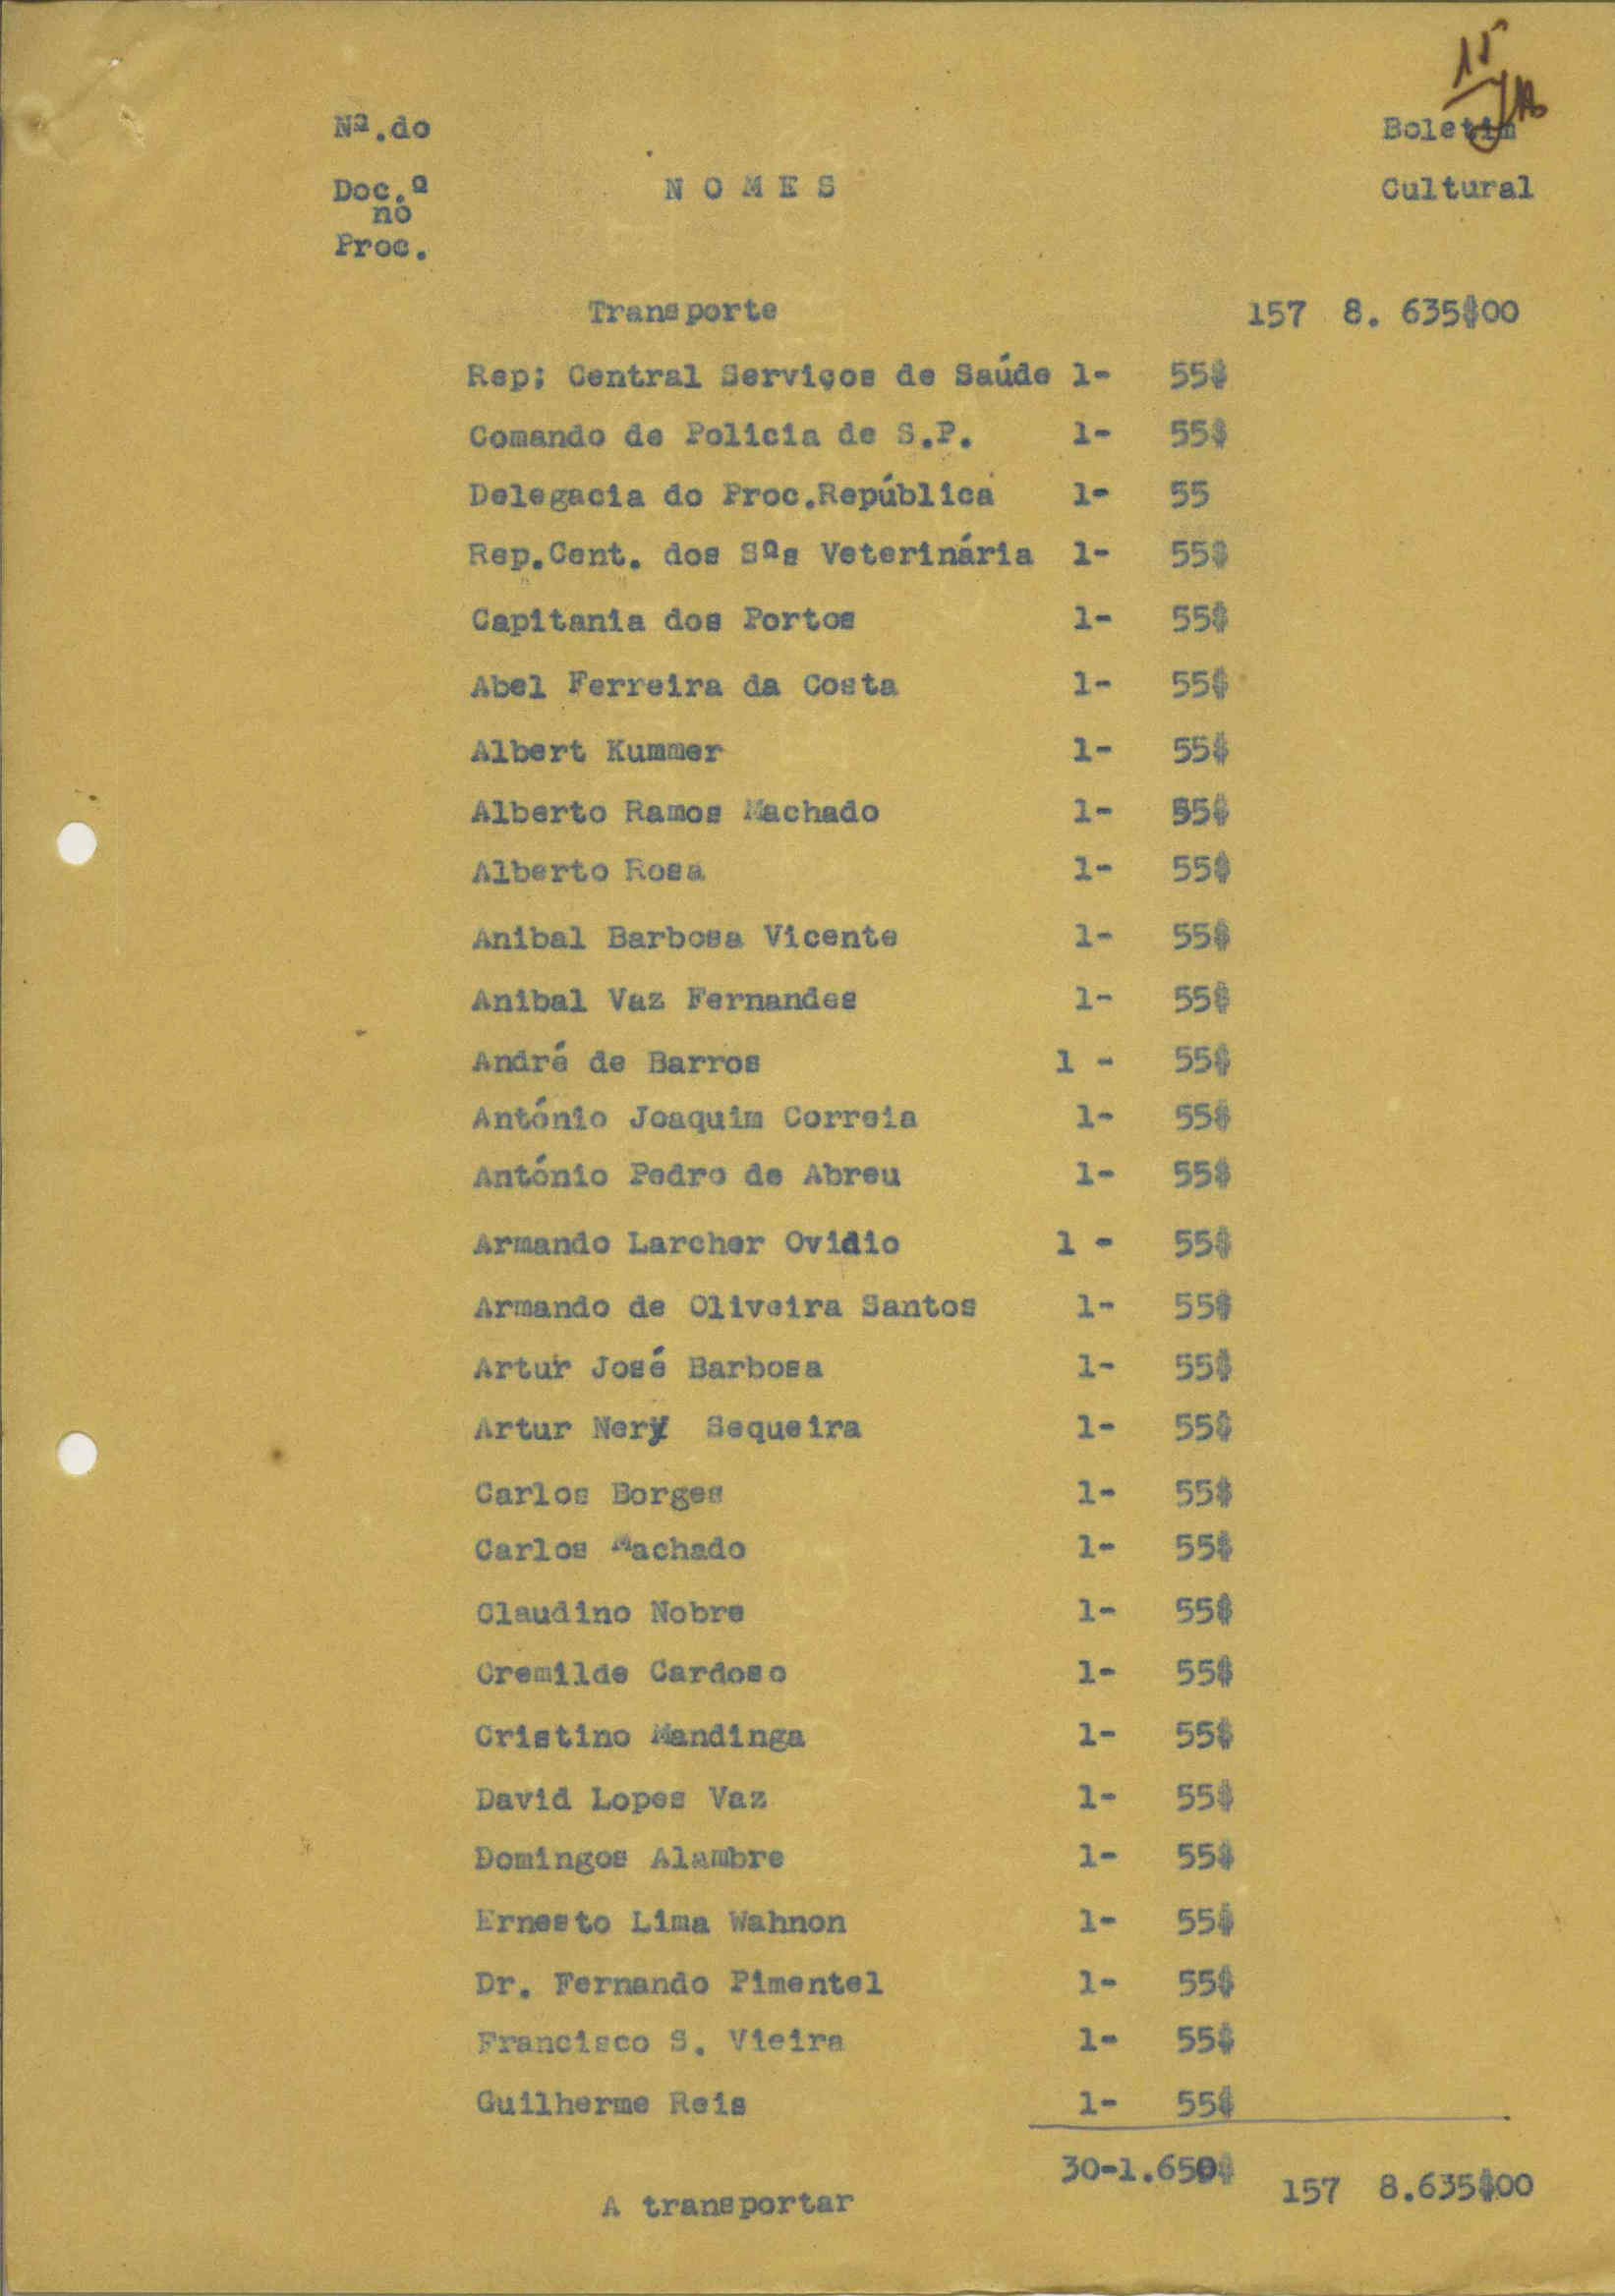 15
Nº.do Boletim
Doc.º N O M E S Cultural
no
Proc.
Transporte 157 8. 635$00
Rep; Central Serviços de Saúde 1- 55$
Comando de Policia de S.P. 1- 55$
Delegacia do Proc.República 1- 55
Rep.Cent. dos Sºs Veterinária 1- 55$
Capitania dos Portos 1- 55$
Abel Ferreira da Costa 1- 55$
Albert Kummer 1- 55$
Alberto Ramos Machado 1- 55$
Alberto Rosa 1- 55$
Anibal Barbosa Vicente 1- 55$
Anibal Vaz Fernandes 1- 55$
André de Barros 1 - 55$
António Joaquim Correia 1- 55$
António Pedro de Abreu 1- 55$
Armando Larcher Ovidio 1 - 55$
Armando de Oliveira Santos 1- 55$
Artur José Barbosa 1- 55$
Artur Nery Sequeira 1- 55$
Carlos Borges 1- 55$
Carlos Machado 1- 55$
Claudino Nobre 1- 55$
Cremilde Cardoso 1- 55$
Cristino Mandinga 1- 55$
David Lopes Vaz 1- 55$
Domingos Alambre 1- 55$
Ernesto Lima Wahnon 1- 55$
Dr. Fernando Pimentel 1- 55$
Francisco S. Vieira 1- 55$
Guilherme Reis 1- 55$
30-1.650$ 157 8.635$00
A transportar